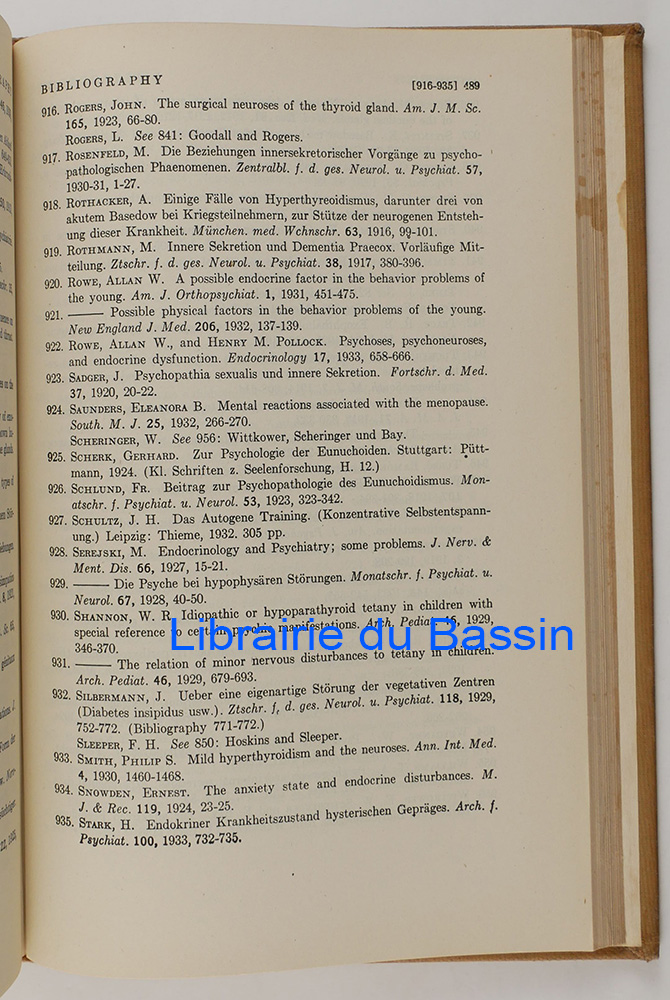 BIBLIOGRAPHY [916-935] 489
916. ROGERS, JOHN. The surgical neuroses of the thyroid gland. Am. J. M. Sc.
165, 1923, 66-80.
ROGERS, L. See 841: Goodall and Rogers.
917. ROSENFELD, M. Die Beziehungen innersekretorischer Vorgänge zu psycho-
pathologischen Phaenomenen. Zentralbl. f. d. ges. Neurol. u. Psychiat. 57,
1930-31, 1-27.
918. ROTHACKER, A. Einige Fälle von Hyperthyreoidismus, darunter drei von
akutem Basedow bei Kriegsteilnehmern, zur Stütze der neurogenen Entsteh-
ung dieser Krankheit. München. med. Wchnschr. 63, 1916, 99-101.
919. ROTHMANN, M. Innere Sekretion und Dementia Praecox. Vorläufige Mit-
teilung. Ztschr. f. d. ges. Neurol. u. Psychiat. 38, 1917, 380-396.
920. ROWE, ALLAN W. A possible endocrine factor in the behavior problems of
the young. Am. J. Orthopsychiat. 1, 1931, 451-475.
921. ——— Possible physical factors in the behavior problems of the young.
New England J. Med. 206, 1932, 137-139.
922. ROWE, ALLAN W., and HENRY M. POLLOCK. Psychoses, psychoneuroses,
and endocrine dysfunction. Endocrinology 17, 1933, 658-666.
923. SADGER, J. Psychopathia sexualis und innere Sekretion. Fortschr. d. Med.
37, 1920, 20-22.
924. SAUNDERS, ELEANORA B. Mental reactions associated with the menopause.
South. M. J. 25, 1932, 266-270.
SCHERINGER, W. See 956: Wittkower, Scheringer und Bay.
925. SCHERK, GERHARD. Zur Psychologie der Eunuchoiden. Stuttgart: Pütt-
mann, 1924. (Kl. Schriften z. Seelenforschung, H. 12.)
926. SCHLUND, FR. Beitrag zur Psychopathologie des Eunuchoidismus. Mon-
atschr. f. Psychiat. u. Neurol. 53, 1923, 323-342.
927. SCHULTZ, J. H. Das Autogene Training. (Konzentrative Selbstentspann-
ung.) Leipzig: Thieme, 1932. 305 pp.
928. SEREJSKI, M. Endocrinology and Psychiatry; some problems. J. Nerv. &
Ment. Dis. 66, 1927, 15-21.
929. ——— Die Psyche bei hypophysären Störungen. Monatschr. f. Psychiat. u.
Neurol. 67, 1928, 40-50.
930. SHANNON, W. R. Idiopathic or hypoparathyroid tetany in children with
special reference to certain psychic manifestations. Arch. Pediat. 46, 1929,
346-370.
Librairie du Bassin
931. ——— The relation of minor nervous disturbances to tetany in children.
Arch. Pediat. 46, 1929, 679-693.
932. SILBERMANN, J. Ueber eine eigenartige Störung der vegetativen Zentren
(Diabetes insipidus usw.). Ztschr. f. d. ges. Neurol. u. Psychiat. 118, 1929,
752-772. (Bibliography 771-772.)
SLEEPER, F. H. See 850: Hoskins and Sleeper.
933. SMITH, PHILIP S. Mild hyperthyroidism and the neuroses. Ann. Int. Med.
4, 1930, 1460-1468.
934. SNOWDEN, ERNEST. The anxiety state and endocrine disturbances. M.
J. & Rec. 119, 1924, 23-25.
935. STARK, H. Endokriner Krankheitszustand hysterischen Gepräges. Arch. f.
Psychiat. 100, 1933, 732-735.